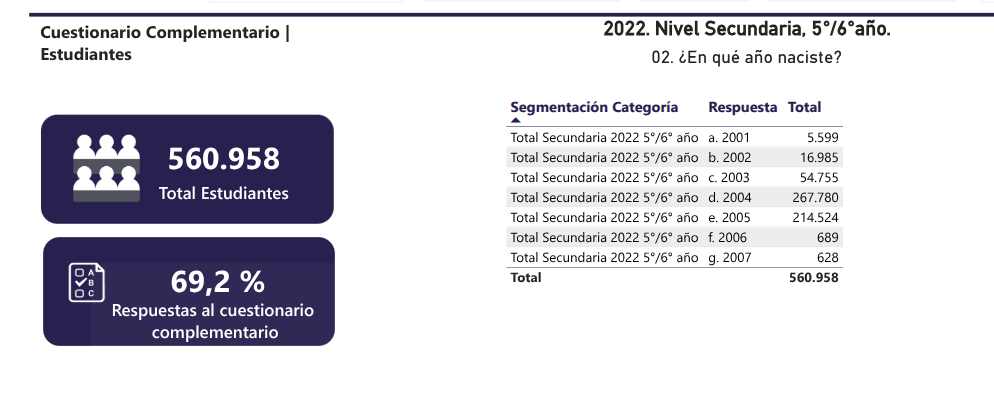 Cuestionario Complementario |
Estudiantes
2022. Nivel Secundaria, 5°/6°año.
02. ¿En qué año naciste?
560.958
Total Estudiantes
A
B
C
69,2 %
Respuestas al cuestionario
complementario
Segmentación Categoría Respuesta Total
Total Secundaria 2022 5°/6° año a. 2001 5.599
Total Secundaria 2022 5°/6° año b. 2002 16.985
Total Secundaria 2022 5°/6° año c. 2003 54.755
Total Secundaria 2022 5°/6° año d. 2004 267.780
Total Secundaria 2022 5°/6° año e. 2005 214.524
Total Secundaria 2022 5°/6° año f. 2006 689
Total Secundaria 2022 5°/6° año g. 2007 628
Total 560.958